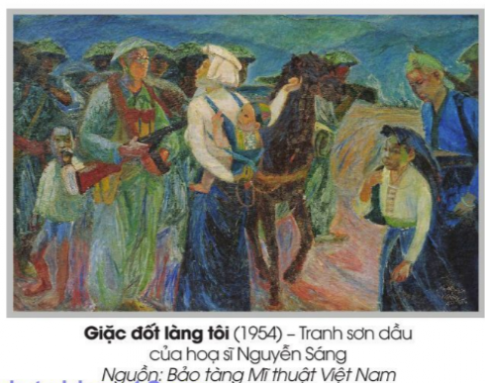 Giặc đốt làng tôi (1954) – Tranh sơn dầu
của hoạ sĩ Nguyễn Sáng
Nguồn: Bảo tàng Mĩ thuật Việt Nam